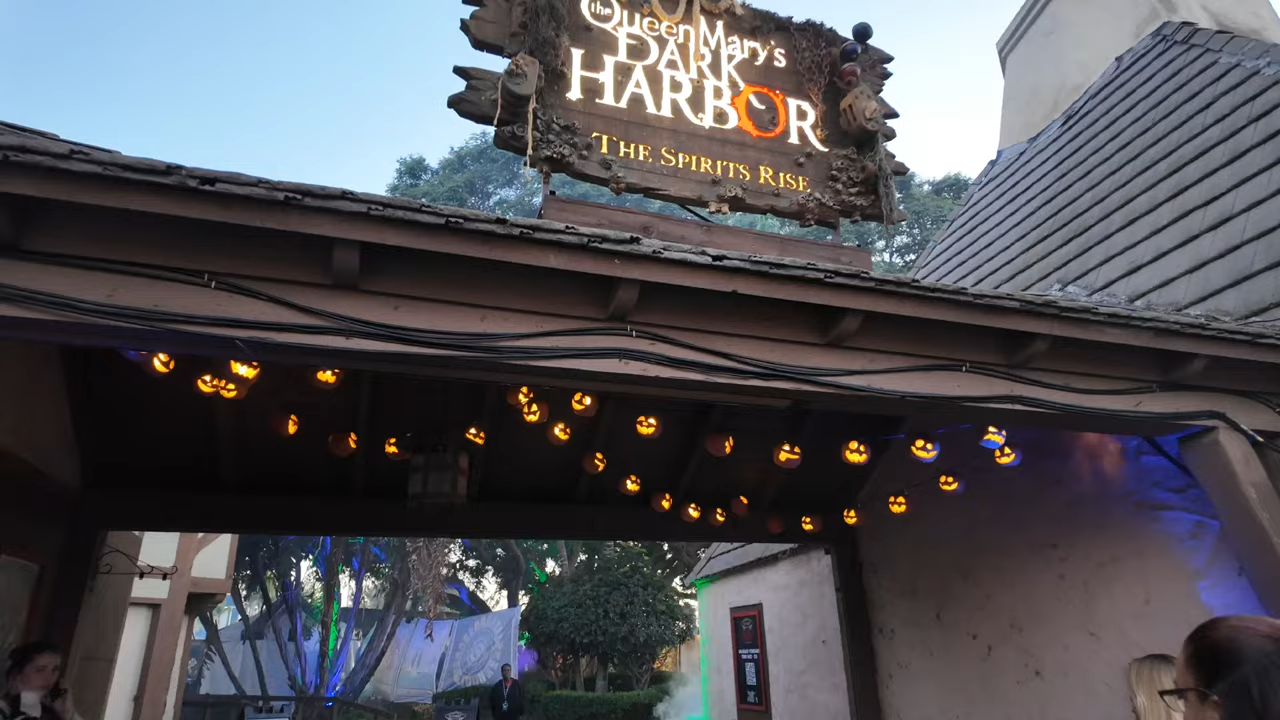 the
Queen Mary's
DARK
HARBOR
THE SPIRITS RISE